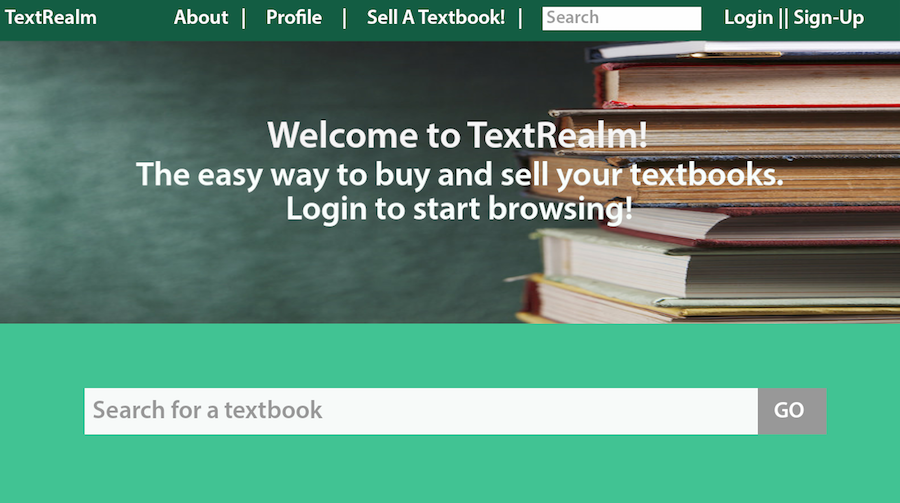 TextRealm About | Profile | Sell A Textbook! | Search Login || Sign-Up
Welcome to TextRealm!
The easy way to buy and sell your textbooks.
Login to start browsing!
Search for a textbook GO